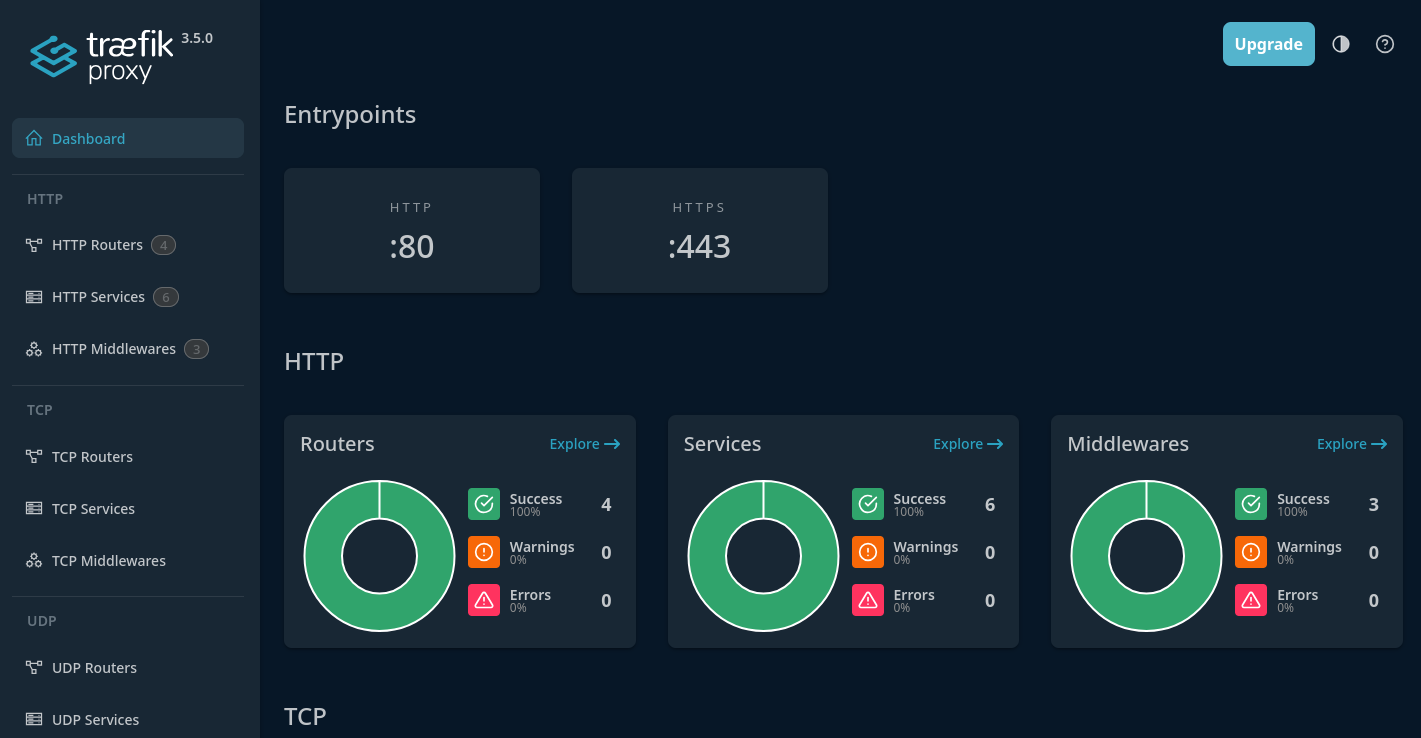 træfik 3.5.0
proxy
Upgrade
Dashboard
HTTP
HTTP Routers 4
HTTP Services 6
HTTP Middlewares 3
TCP
TCP Routers
TCP Services
TCP Middlewares
UDP
UDP Routers
UDP Services
Entrypoints
HTTP
:80
HTTPS
:443
HTTP
Routers Explore
Success 4
100%
Warnings 0
0%
Errors 0
0%
Services Explore
Success 6
100%
Warnings 0
0%
Errors 0
0%
Middlewares Explore
Success 3
100%
Warnings 0
0%
Errors 0
0%
TCP